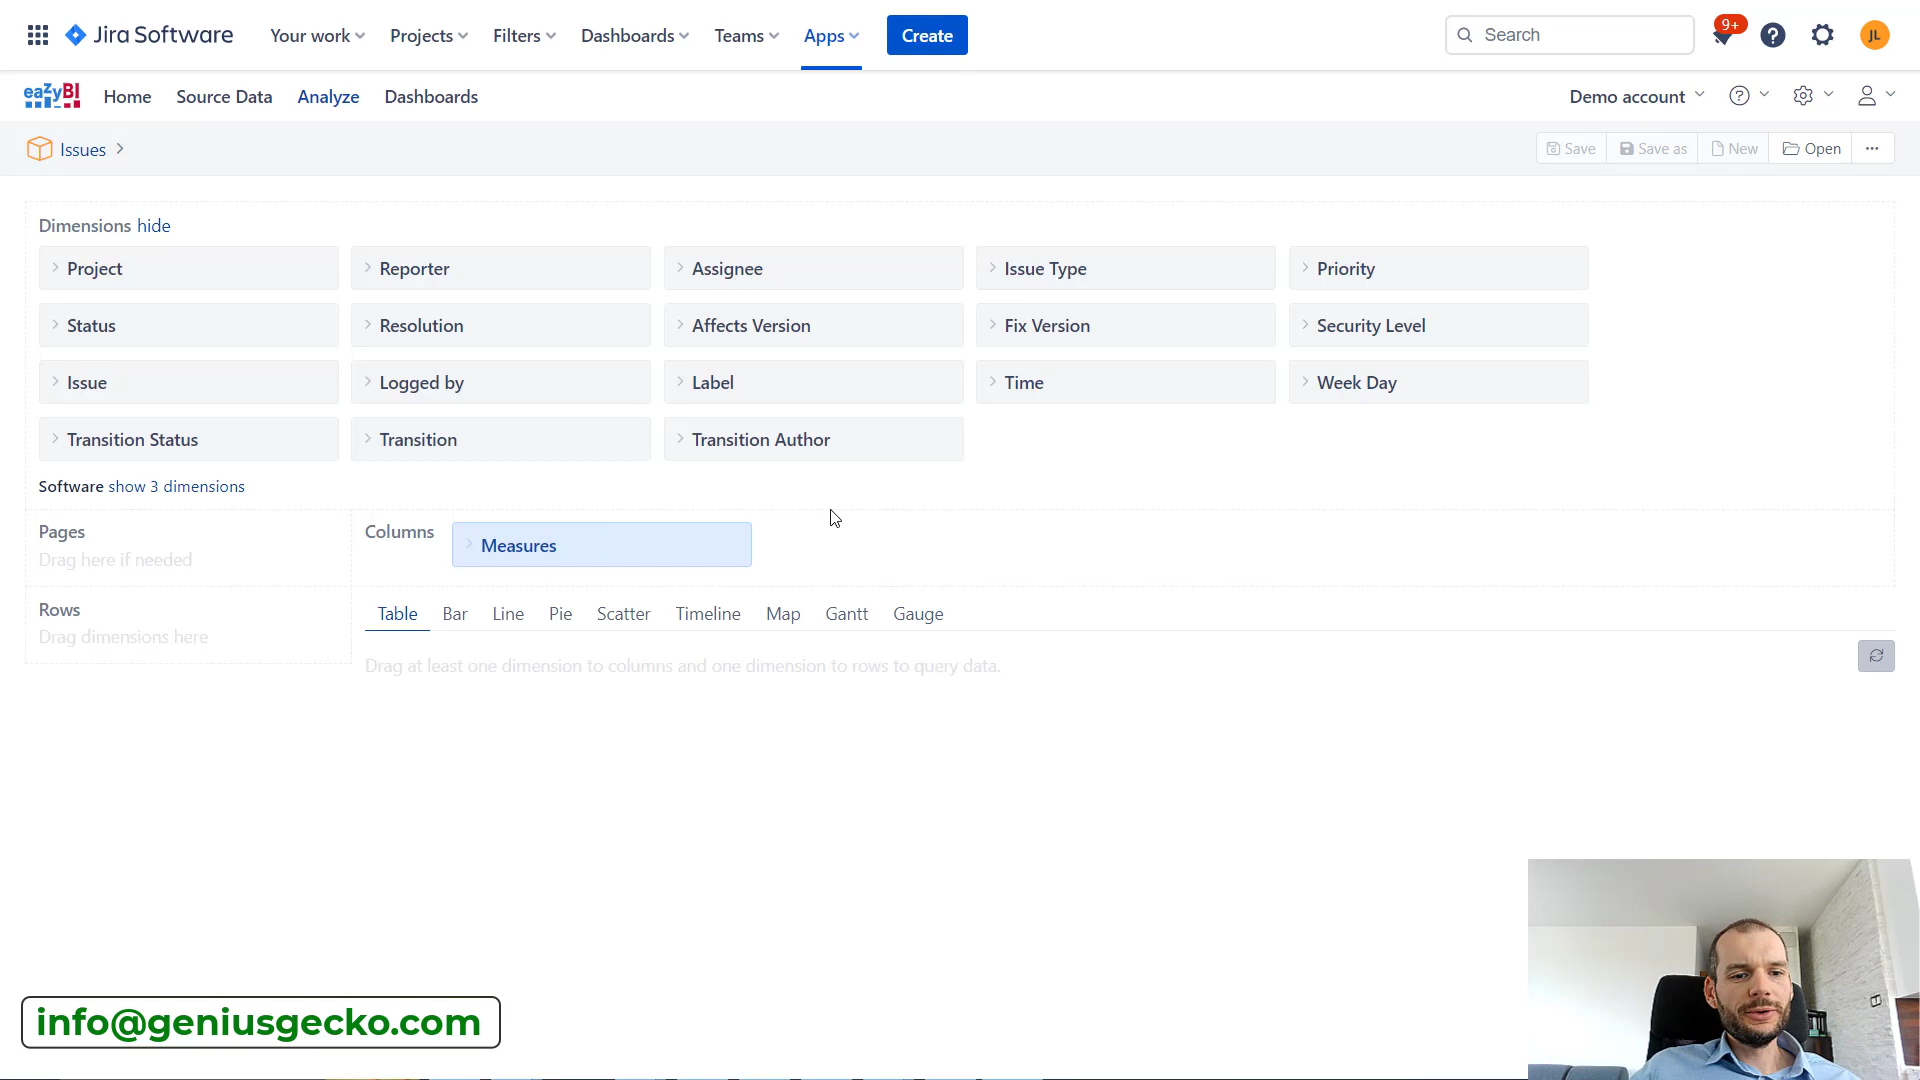 Jira Software Your work Projects Filters Dashboards Teams Apps Create Search 9+ ? JL
eaZyBI Home Source Data Analyze Dashboards Demo account ?
Issues Save Save as New Open ...
Dimensions hide
Project Reporter Assignee Issue Type Priority
Status Resolution Affects Version Fix Version Security Level
Issue Logged by Label Time Week Day
Transition Status Transition Transition Author
Software show 3 dimensions
Pages
Drag here if needed
Columns Measures
Rows
Drag dimensions here
Table Bar Line Pie Scatter Timeline Map Gantt Gauge
Drag at least one dimension to columns and one dimension to rows to query data.
info@geniusgecko.com